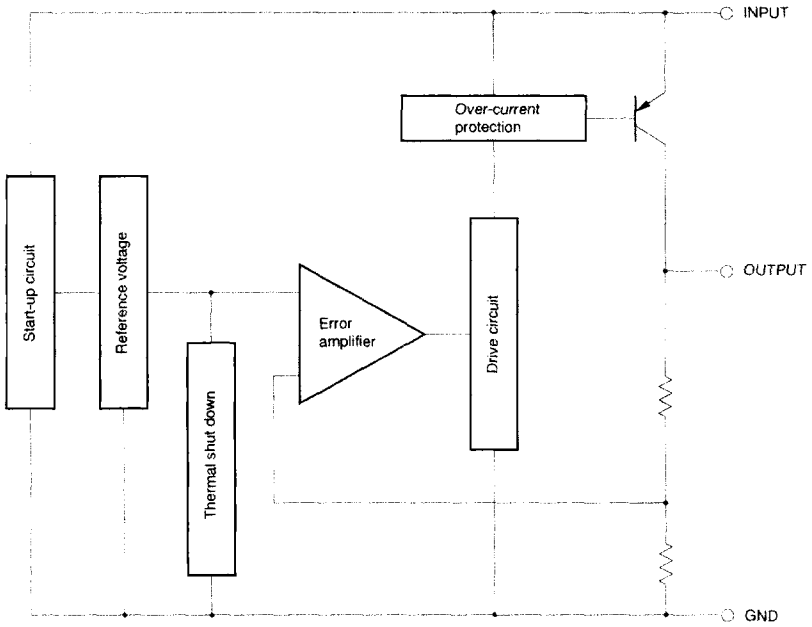 INPUT
Over-current
protection
Start-up circuit
Reference voltage
OUTPUT
Error
amplifier
Drive circuit
Thermal shut down
GND